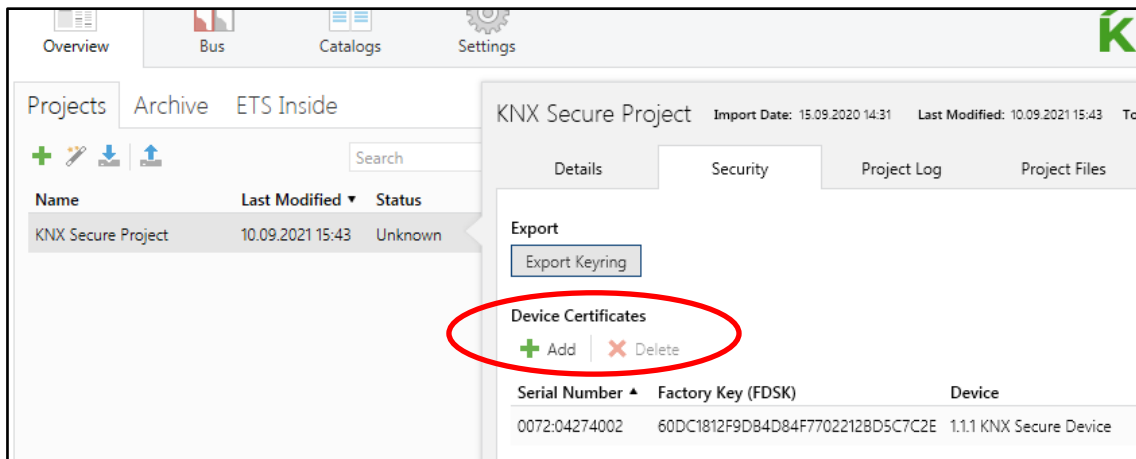 Overview Bus Catalogs Settings
Projects Archive ETS Inside
Search
Name Last Modified Status
KNX Secure Project 10.09.2021 15:43 Unknown
KNX Secure Project Import Date: 15.09.2020 14:31 Last Modified: 10.09.2021 15:43
Details Security Project Log Project Files
Export
Export Keyring
Device Certificates
Add Delete
Serial Number Factory Key (FDSK) Device
0072:04274002 60DC1812F9DB4D84F7702212BD5C7C2E 1.1.1 KNX Secure Device